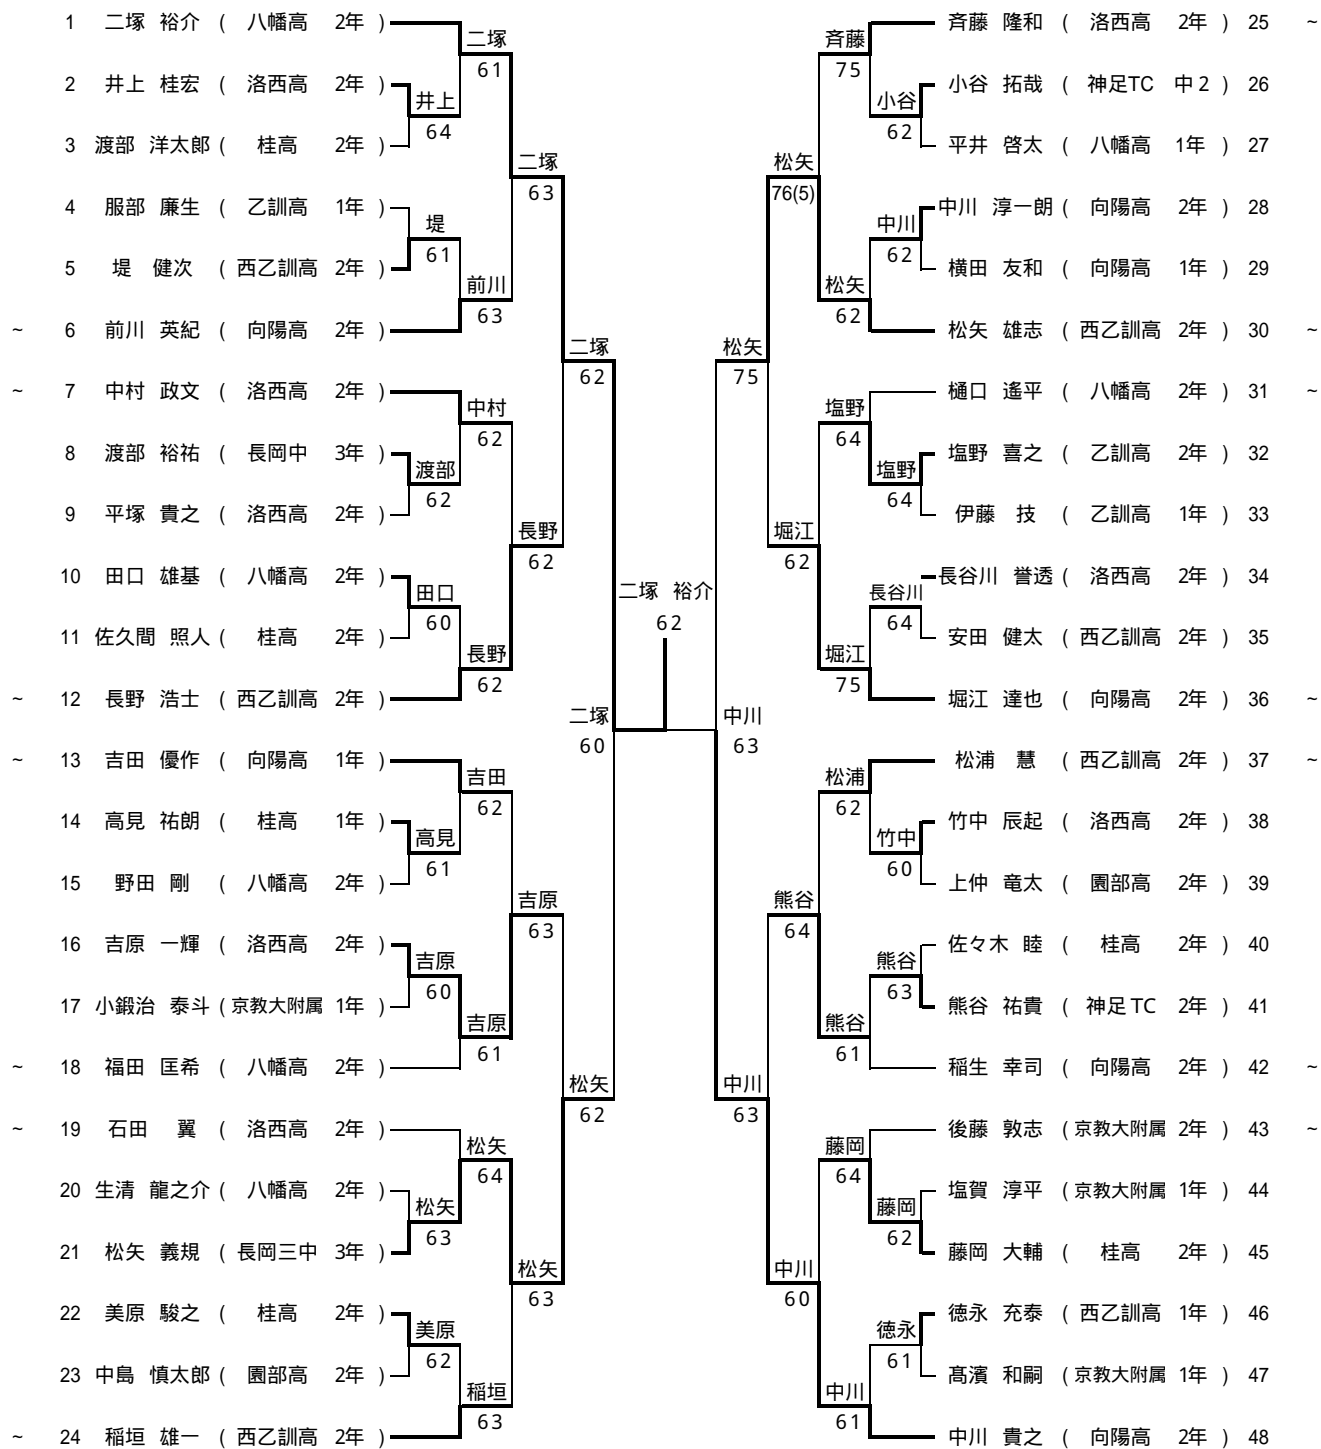 1 二塚 裕介 ( 八幡高 2年 )
2 井上 桂宏 ( 洛西高 2年 )
3 渡部 洋太郎 ( 桂高 2年 )
4 服部 廉生 ( 乙訓高 1年 )
5 堤 健次 ( 西乙訓高 2年 )
~ 6 前川 英紀 ( 向陽高 2年 )
~ 7 中村 政文 ( 洛西高 2年 )
8 渡部 裕祐 ( 長岡中 3年 )
9 平塚 貴之 ( 洛西高 2年 )
10 田口 雄基 ( 八幡高 2年 )
11 佐久間 照人 ( 桂高 2年 )
~ 12 長野 浩士 ( 西乙訓高 2年 )
~ 13 吉田 優作 ( 向陽高 1年 )
14 高見 祐朗 ( 桂高 1年 )
15 野田 剛 ( 八幡高 2年 )
16 吉原 一輝 ( 洛西高 2年 )
17 小鍛治 泰斗 ( 京教大附属 1年 )
~ 18 福田 匡希 ( 八幡高 2年 )
~ 19 石田 翼 ( 洛西高 2年 )
20 生清 龍之介 ( 八幡高 2年 )
21 松矢 義規 ( 長岡三中 3年 )
22 美原 駿之 ( 桂高 2年 )
23 中島 慎太郎 ( 園部高 2年 )
~ 24 稲垣 雄一 ( 西乙訓高 2年 )
井上
64
堤
61
渡部
62
田口
60
高見
61
吉原
60
松矢
63
美原
62
二塚
61
前川
63
中村
62
長野
62
吉田
62
吉原
61
松矢
64
稲垣
63
二塚
63
長野
62
吉原
63
松矢
63
二塚
62
松矢
62
二塚
60
二塚 裕介
62
中川
63
松矢
75
中川
63
松矢
76(5)
堀江
62
熊谷
64
中川
60
斉藤
75
松矢
62
塩野
64
堀江
75
松浦
62
熊谷
61
藤岡
64
中川
61
小谷
62
中川
62
塩野
64
長谷川
64
竹中
60
熊谷
63
藤岡
62
徳永
61
斉藤 隆和 ( 洛西高 2年 ) 25 ~
小谷 拓哉 ( 神足TC 中2 ) 26
平井 啓太 ( 八幡高 1年 ) 27
中川 淳一朗 ( 向陽高 2年 ) 28
横田 友和 ( 向陽高 1年 ) 29
松矢 雄志 ( 西乙訓高 2年 ) 30 ~
樋口 遙平 ( 八幡高 2年 ) 31 ~
塩野 喜之 ( 乙訓高 2年 ) 32
伊藤 技 ( 乙訓高 1年 ) 33
長谷川 誉透 ( 洛西高 2年 ) 34
安田 健太 ( 西乙訓高 2年 ) 35
堀江 達也 ( 向陽高 2年 ) 36 ~
松浦 慧 ( 西乙訓高 2年 ) 37 ~
竹中 辰起 ( 洛西高 2年 ) 38
上仲 竜太 ( 園部高 2年 ) 39
佐々木 睦 ( 桂高 2年 ) 40
熊谷 祐貴 ( 神足TC 2年 ) 41
稲生 幸司 ( 向陽高 2年 ) 42 ~
後藤 敦志 ( 京教大附属 2年 ) 43 ~
塩賀 淳平 ( 京教大附属 1年 ) 44
藤岡 大輔 ( 桂高 2年 ) 45
徳永 充泰 ( 西乙訓高 1年 ) 46
髙濱 和嗣 ( 京教大附属 1年 ) 47
中川 貴之 ( 向陽高 2年 ) 48